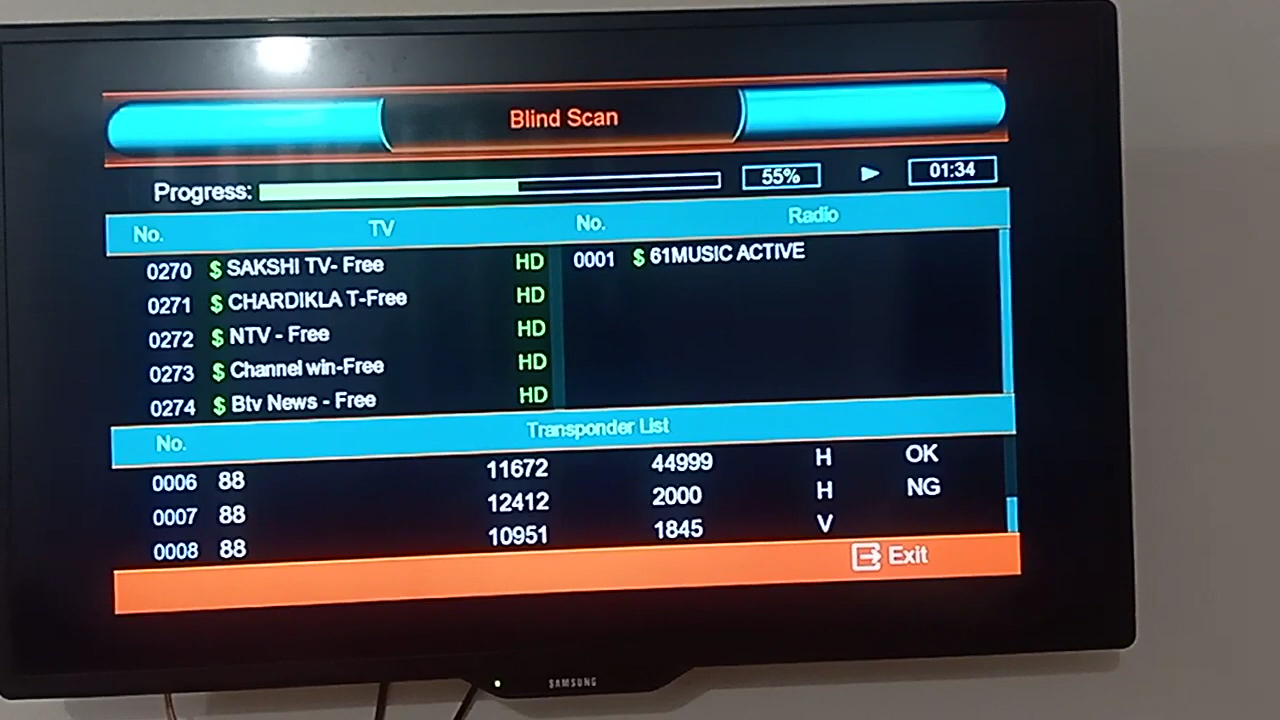 Blind Scan
Progress: 55% 01:34
No. TV No. Radio
0270 $ SAKSHI TV- Free HD 0001 $ 61MUSIC ACTIVE
0271 $ CHARDIKLA T-Free HD
0272 $ NTV - Free HD
0273 $ Channel win-Free HD
0274 $ Btv News - Free HD
No. Transponder List
0006 88 11672 44999 H OK
0007 88 12412 2000 H NG
0008 88 10951 1845 V
Exit
SAMSUNG